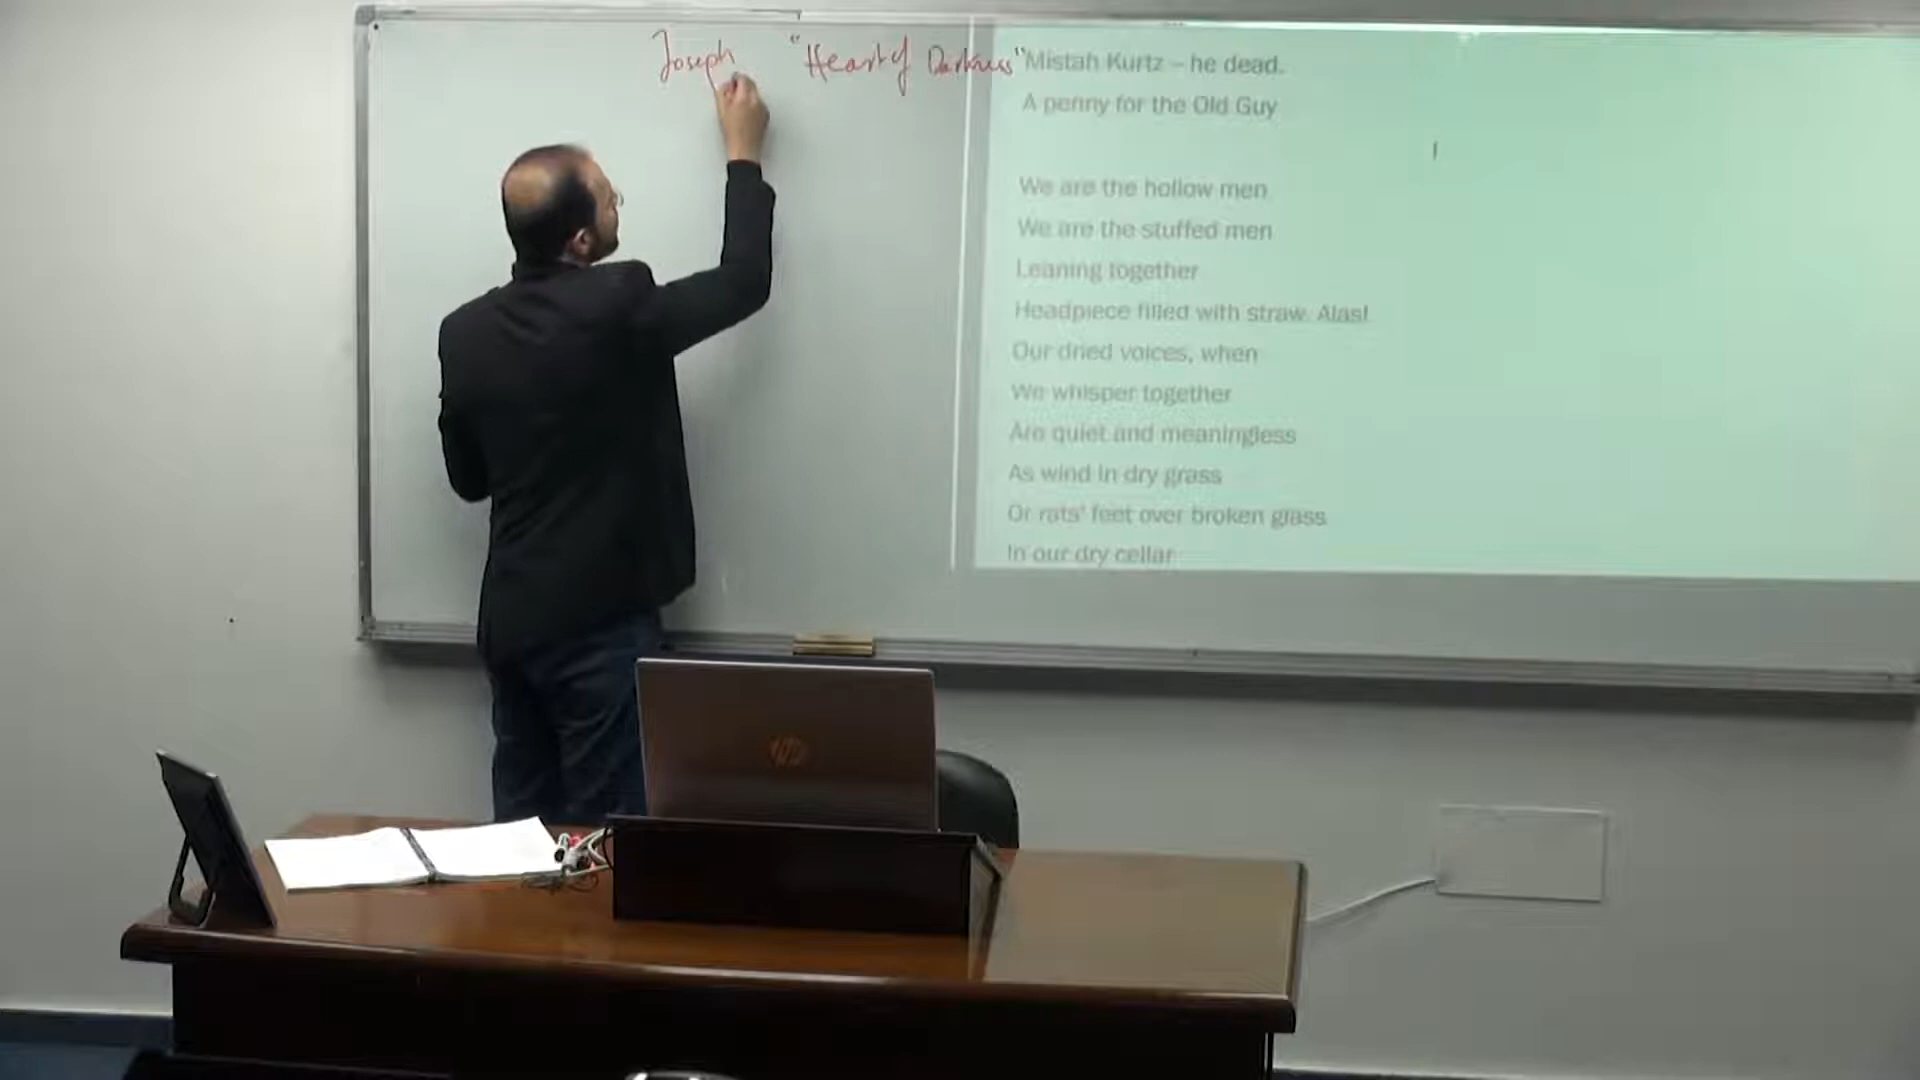 Joseph "Heart of Darkness"
Mistah Kurtz – he dead.
A penny for the Old Guy
I
We are the hollow men
We are the stuffed men
Leaning together
Headpiece filled with straw. Alas!
Our dried voices, when
We whisper together
Are quiet and meaningless
As wind in dry grass
Or rats' feet over broken glass
In our dry cellar
hp